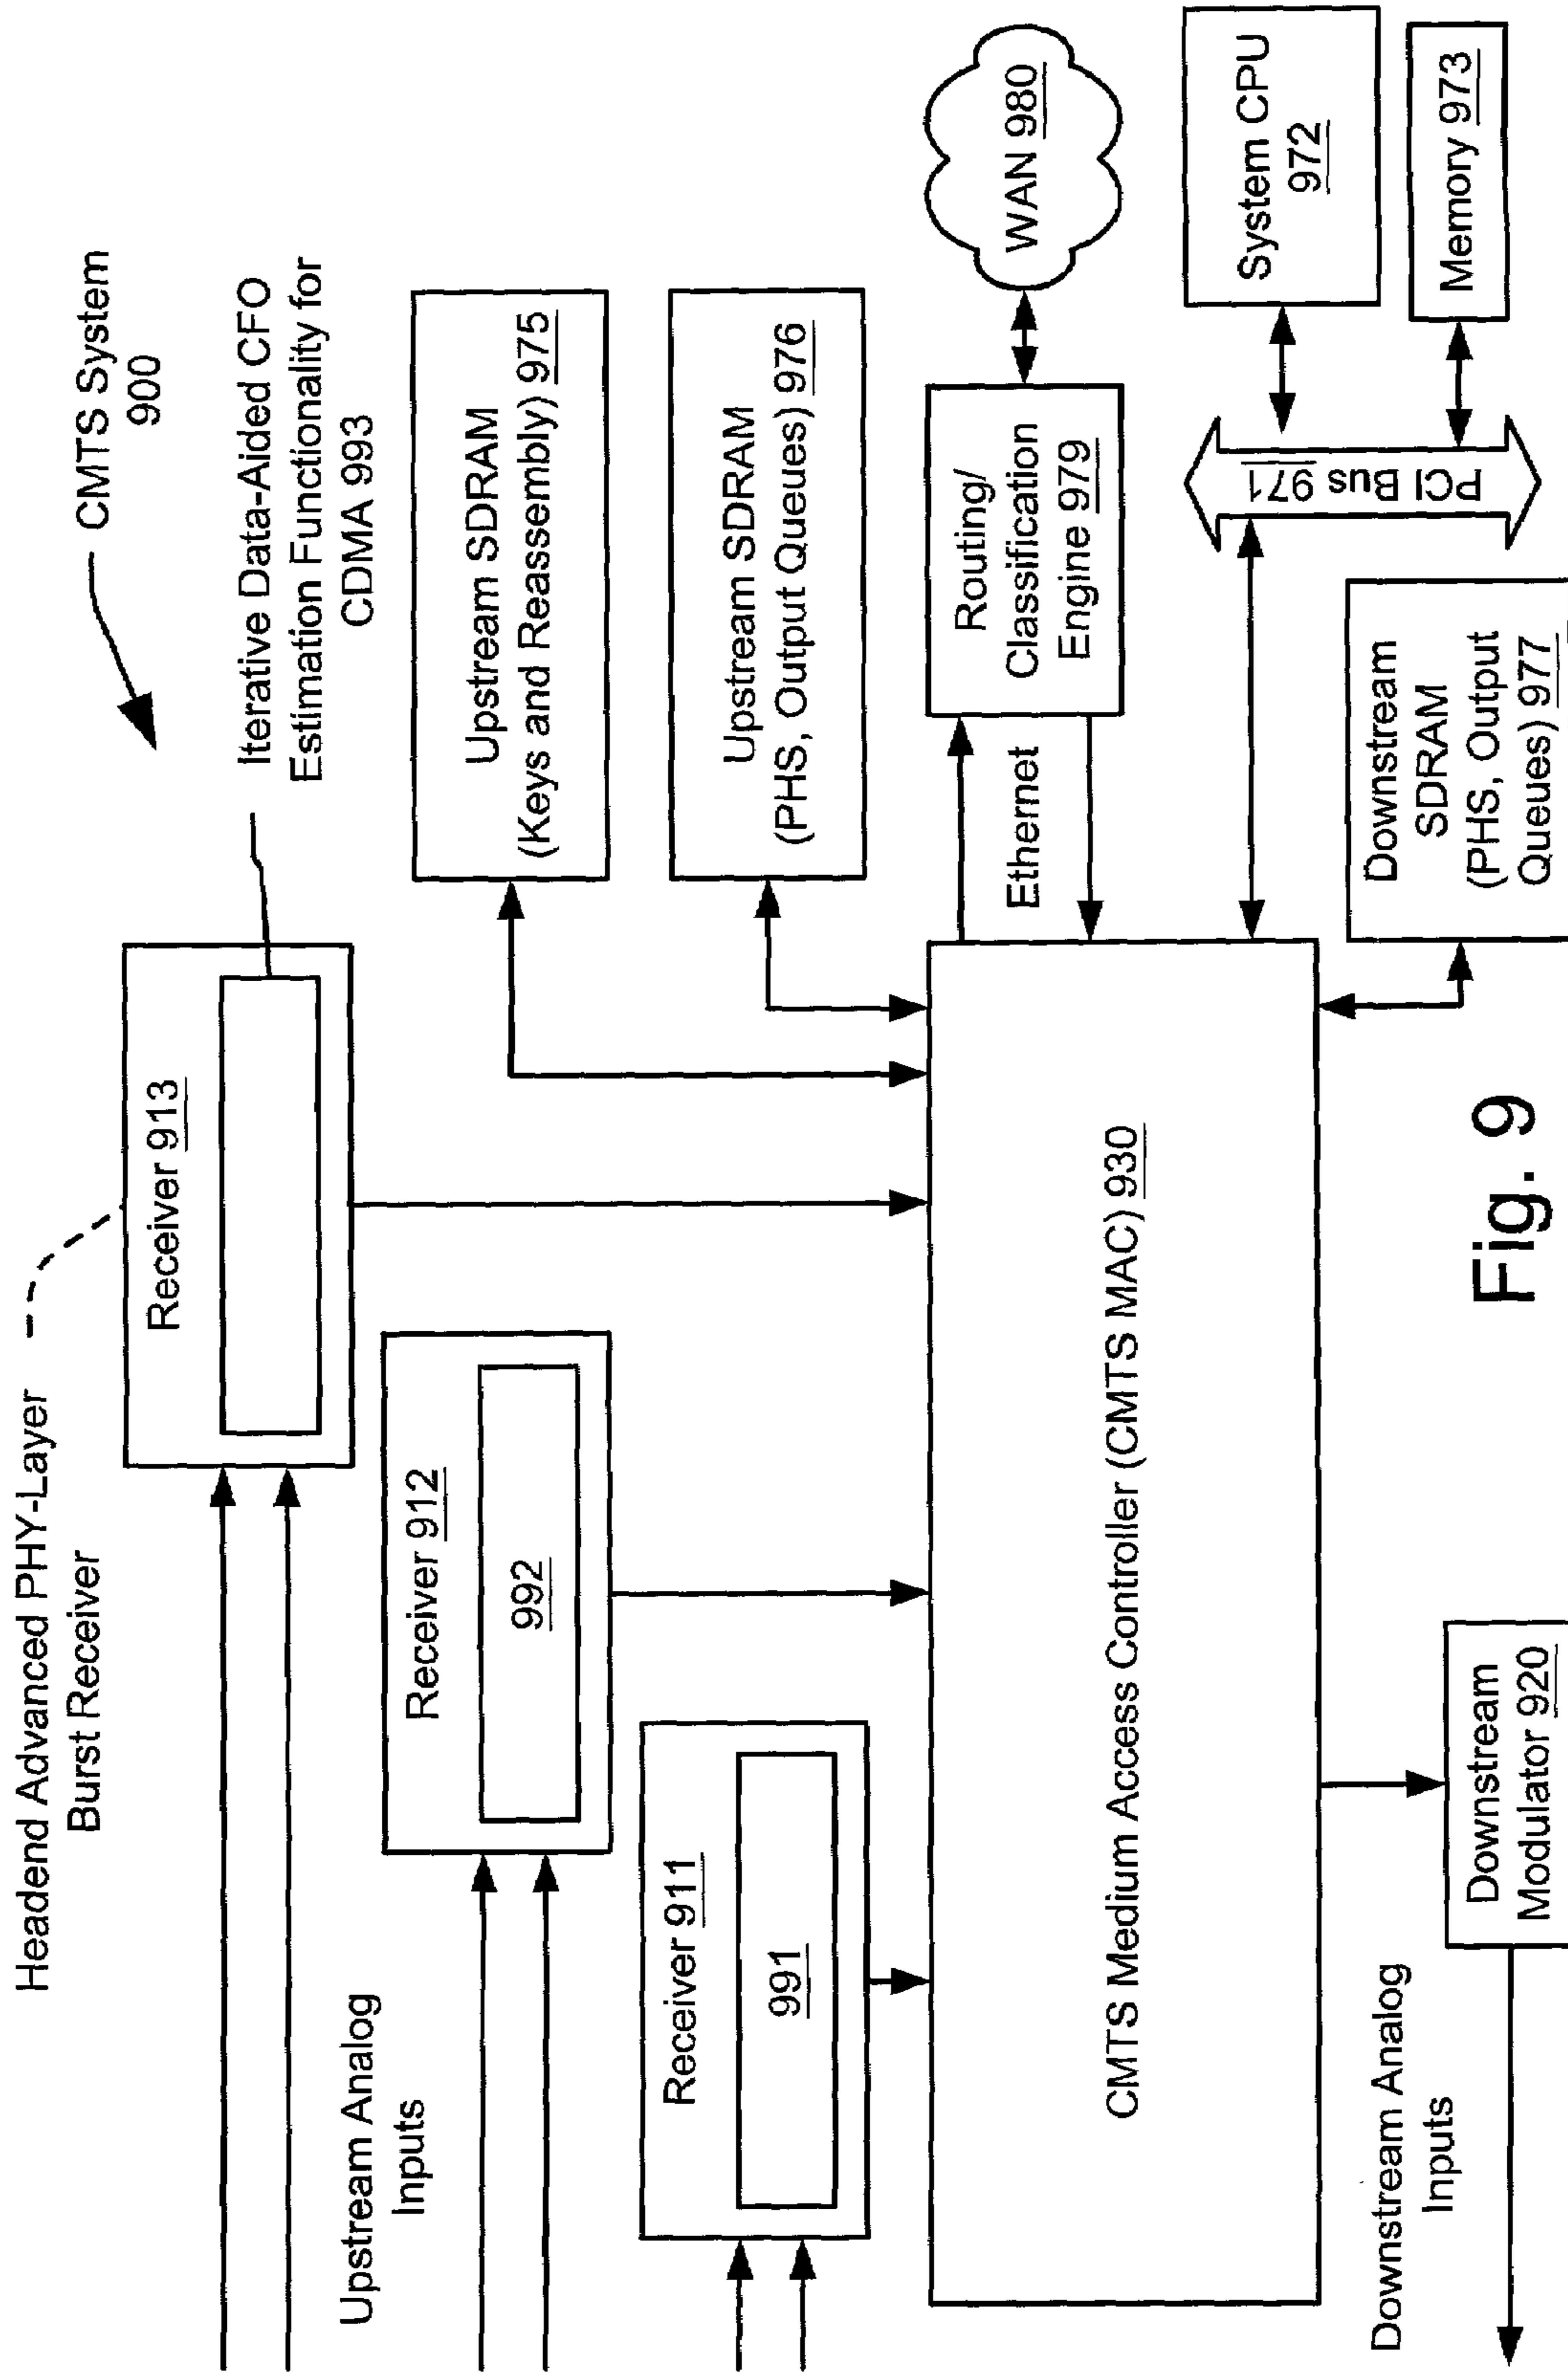 CMTS System
900
Headend Advanced PHY-Layer
Burst Receiver
Iterative Data-Aided CFO
Estimation Functionality for
CDMA 993
Receiver 913
Upstream Analog
Inputs
Receiver 912
992
Receiver 911
991
Upstream SDRAM
(Keys and Reassembly) 975
Upstream SDRAM
(PHS, Output Queues) 976
CMTS Medium Access Controller (CMTS MAC) 930
Ethernet
Routing/
Classification
Engine 979
WAN 980
PCI Bus 971
System CPU
972
Memory 973
Downstream
SDRAM
(PHS, Output
Queues) 977
Downstream
Modulator 920
Downstream Analog
Inputs
Fig. 9